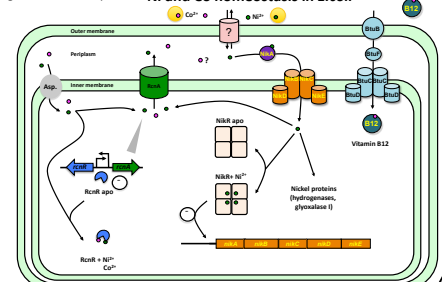 Ni and Co homeostasis in E.coli
Co²⁺
Ni²⁺
B12
Outer membrane
?
BtuB
Periplasm
?
NikA
BtuF
Asp.
Inner membrane
RcnA
BtuC
BtuC
BtuD
BtuD
B12
Vitamin B12
NikR apo
rcnR
rcnA
RcnR apo
NikR+ Ni²⁺
Nickel proteins
(hydrogenases,
glyoxalase I)
RcnR + Ni²⁺
Co²⁺
nikA
nikB
nikC
nikD
nikE